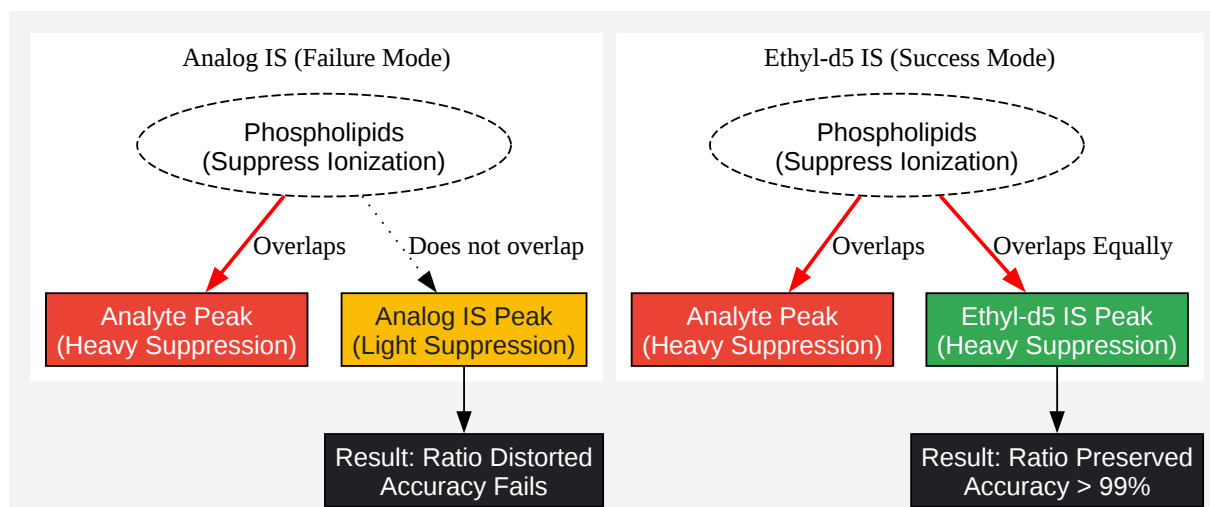 Analog IS (Failure Mode)
Phospholipids
(Suppress Ionization)
Overlaps
Does not overlap
Analyte Peak
(Heavy Suppression)
Analog IS Peak
(Light Suppression)
Result: Ratio Distorted
Accuracy Fails
Ethyl-d5 IS (Success Mode)
Phospholipids
(Suppress Ionization)
Overlaps
Overlaps Equally
Analyte Peak
(Heavy Suppression)
Ethyl-d5 IS Peak
(Heavy Suppression)
Result: Ratio Preserved
Accuracy > 99%